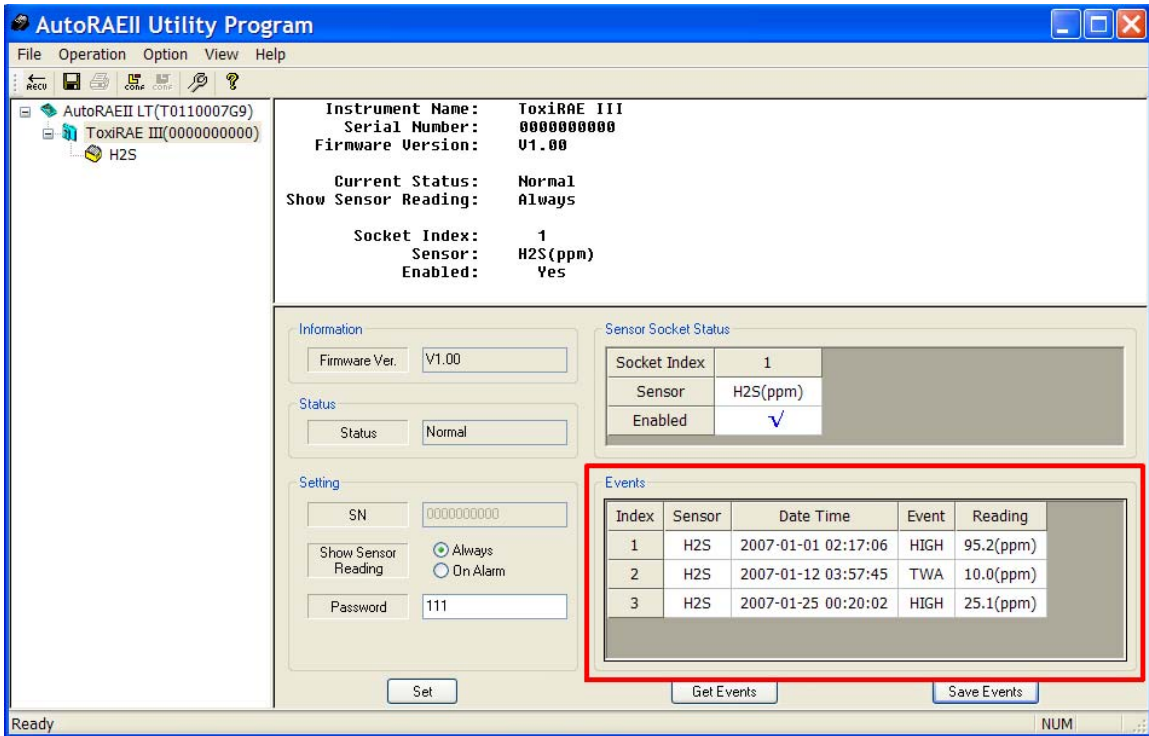 AutoRAEII Utility Program
File Operation Option View Help
RECU CONF CONF
AutoRAEII LT(T0110007G9)
ToxiRAE III(0000000000)
H2S
Instrument Name: ToxiRAE III
Serial Number: 0000000000
Firmware Version: V1.00
Current Status: Normal
Show Sensor Reading: Always
Socket Index: 1
Sensor: H2S(ppm)
Enabled: Yes
Information
Firmware Ver. V1.00
Status
Status Normal
Setting
SN 0000000000
Show Sensor Reading
Always
On Alarm
Password 111
Set
Sensor Socket Status
Socket Index 1
Sensor H2S(ppm)
Enabled √
Events
Index Sensor Date Time Event Reading
1 H2S 2007-01-01 02:17:06 HIGH 95.2(ppm)
2 H2S 2007-01-12 03:57:45 TWA 10.0(ppm)
3 H2S 2007-01-25 00:20:02 HIGH 25.1(ppm)
Get Events Save Events
Ready NUM